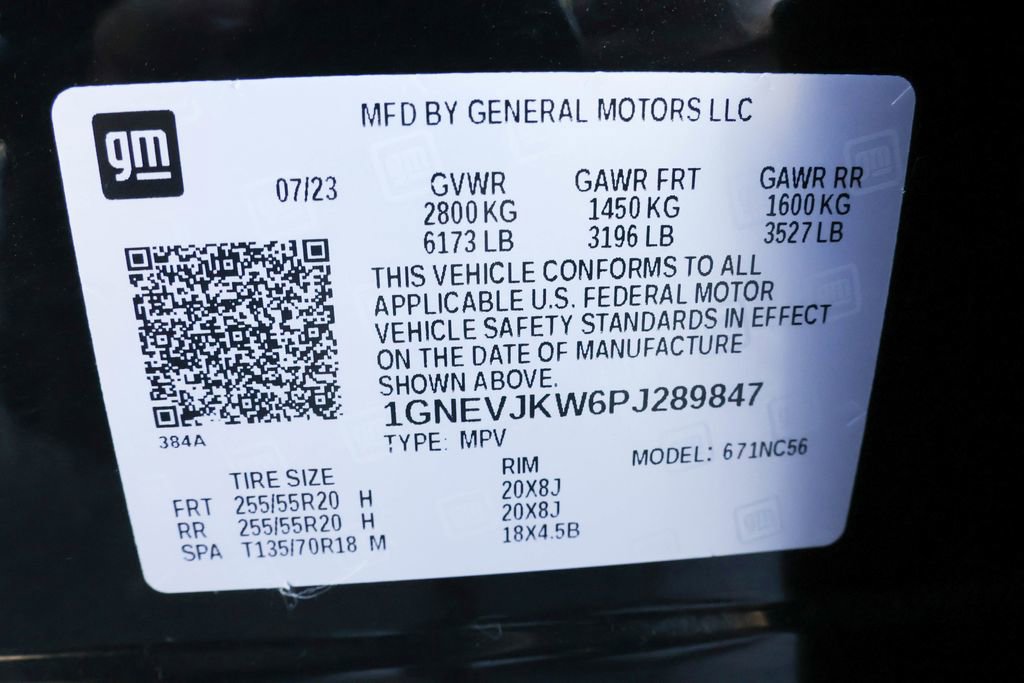 gm
MFD BY GENERAL MOTORS LLC
07/23
GVWR GAWR FRT GAWR RR
2800 KG 1450 KG 1600 KG
6173 LB 3196 LB 3527 LB
THIS VEHICLE CONFORMS TO ALL
APPLICABLE U.S. FEDERAL MOTOR
VEHICLE SAFETY STANDARDS IN EFFECT
ON THE DATE OF MANUFACTURE
SHOWN ABOVE.
1GNEVJKW6PJ289847
384A
TYPE: MPV
MODEL: 671NC56
TIRE SIZE RIM
FRT 255/55R20 H 20X8J
RR 255/55R20 H 20X8J
SPA T135/70R18 M 18X4.5B